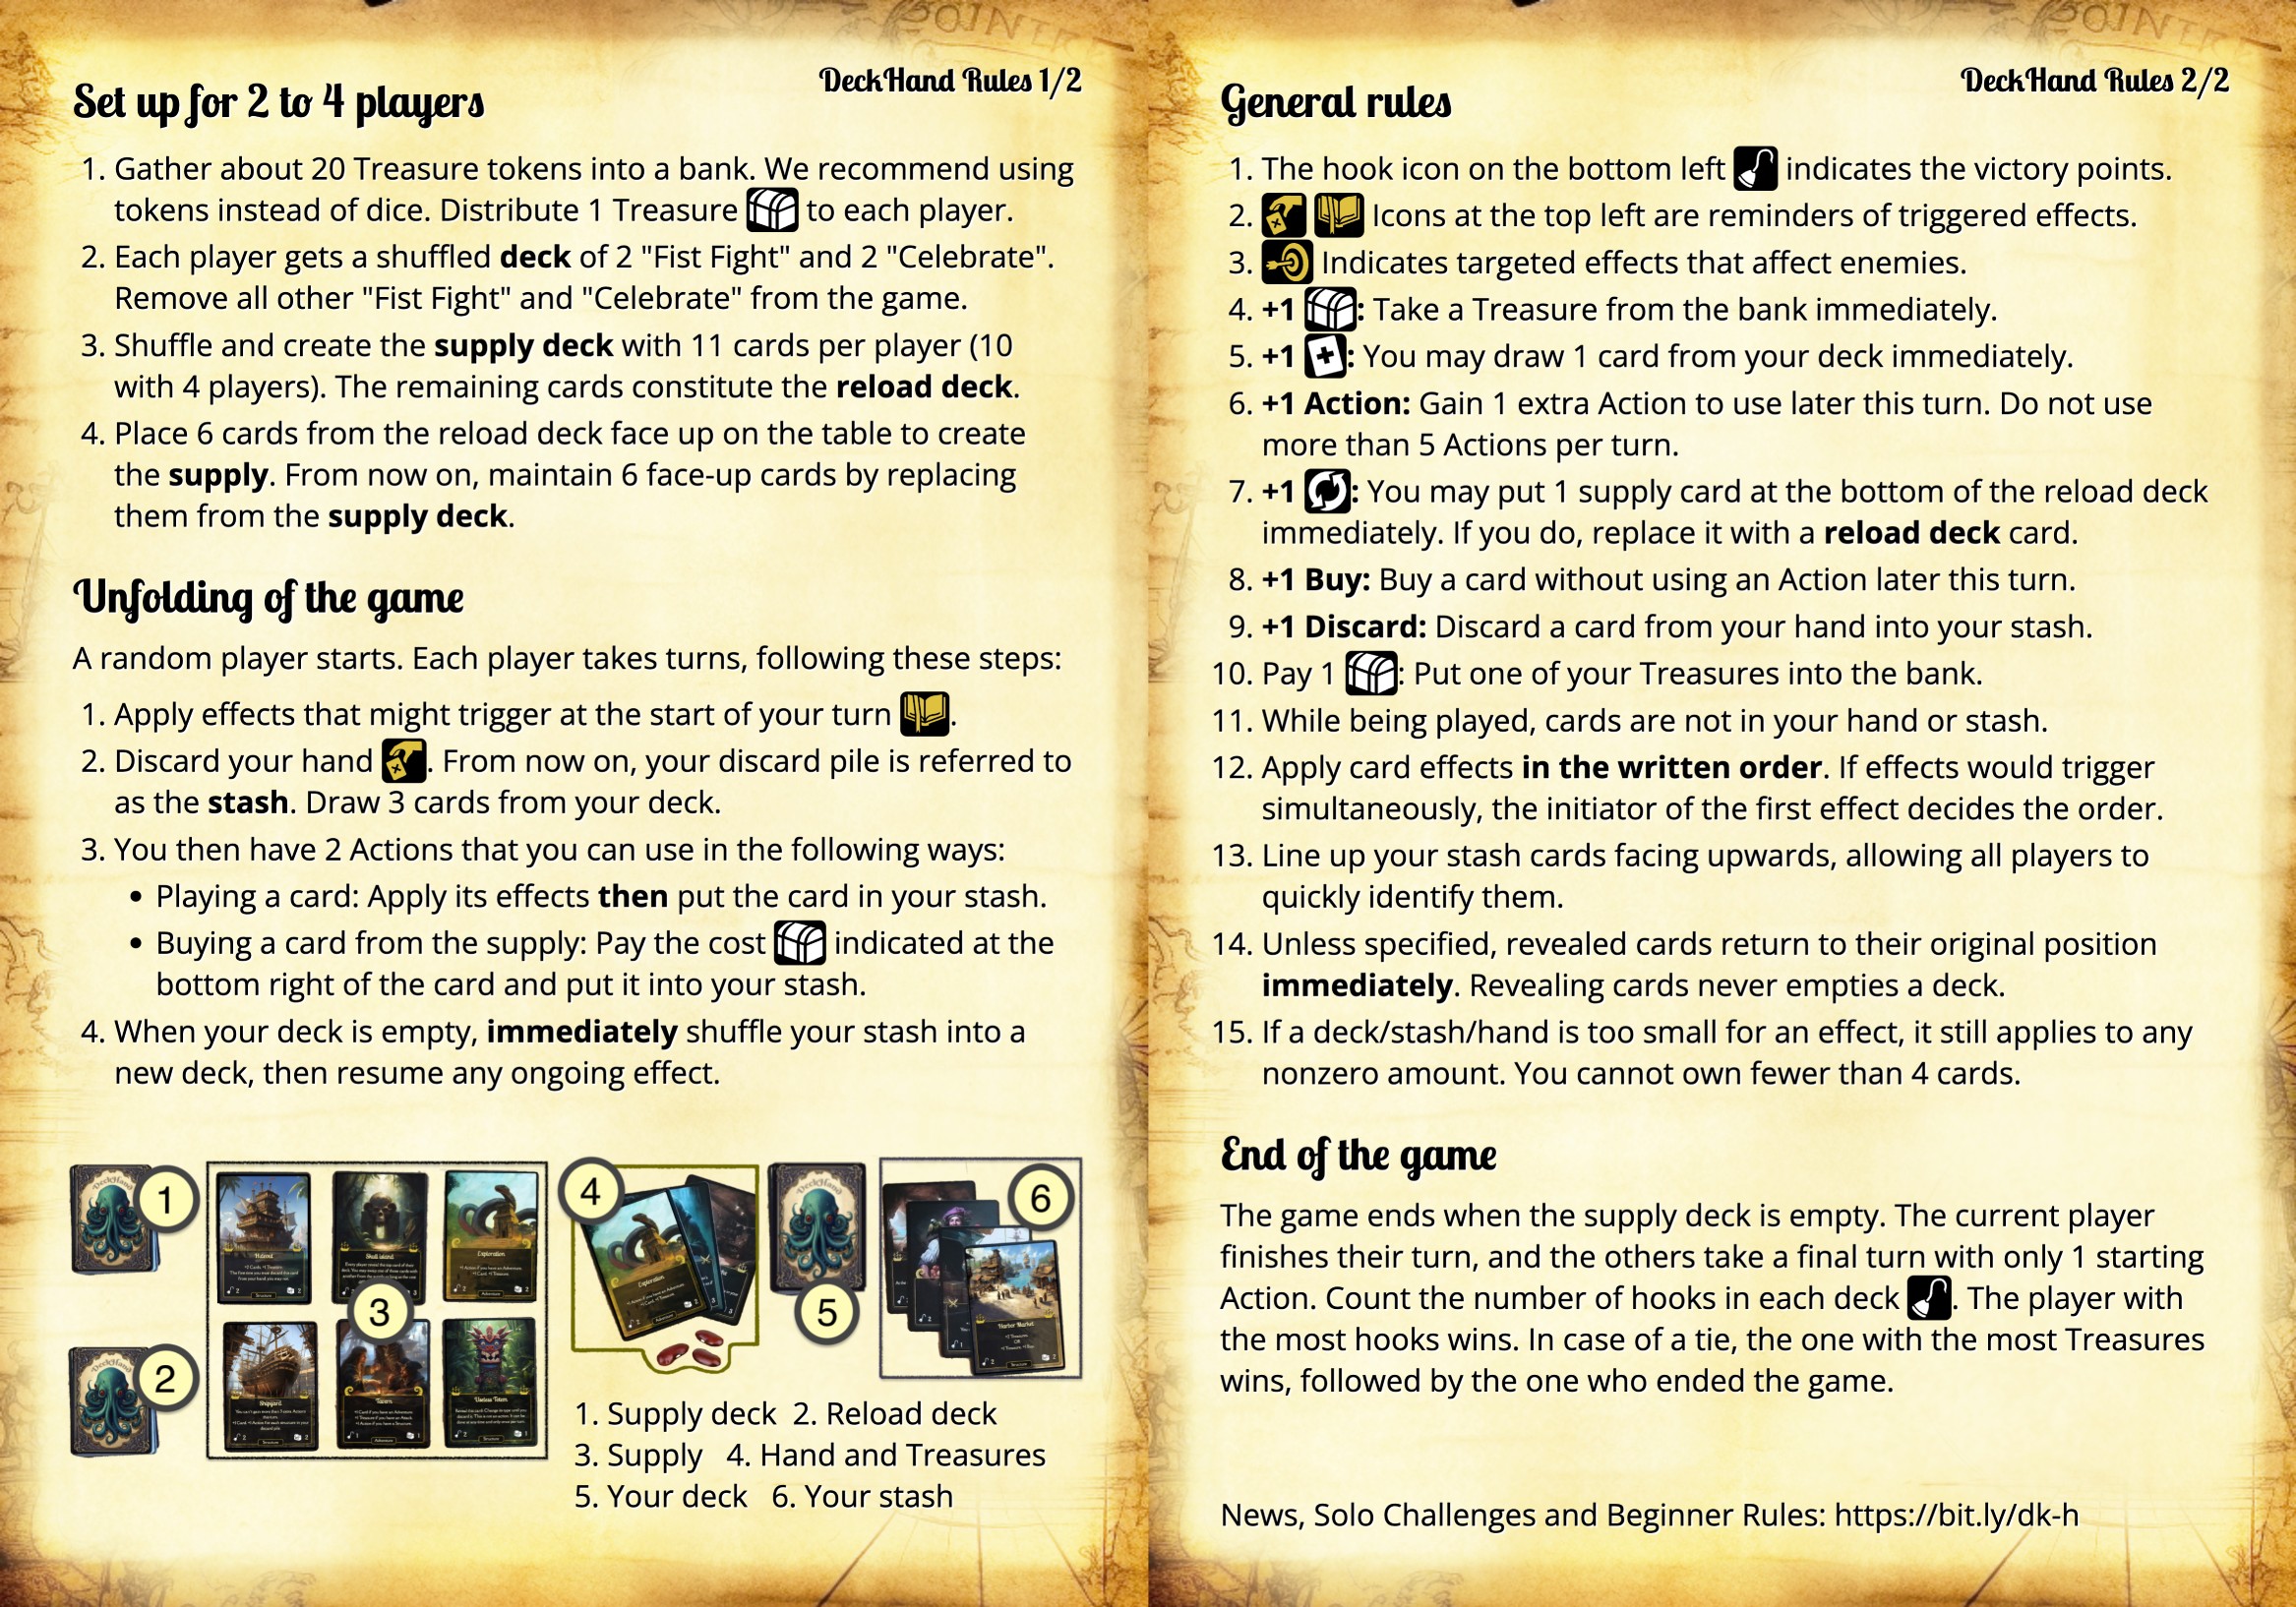 DeckHand Rules 1/2
Set up for 2 to 4 players
1. Gather about 20 Treasure tokens into a bank. We recommend using
tokens instead of dice. Distribute 1 Treasure to each player.
2. Each player gets a shuffled deck of 2 "Fist Fight" and 2 "Celebrate".
Remove all other "Fist Fight" and "Celebrate" from the game.
3. Shuffle and create the supply deck with 11 cards per player (10
with 4 players). The remaining cards constitute the reload deck.
4. Place 6 cards from the reload deck face up on the table to create
the supply. From now on, maintain 6 face-up cards by replacing
them from the supply deck.
Unfolding of the game
A random player starts. Each player takes turns, following these steps:
1. Apply effects that might trigger at the start of your turn .
2. Discard your hand . From now on, your discard pile is referred to
as the stash. Draw 3 cards from your deck.
3. You then have 2 Actions that you can use in the following ways:
• Playing a card: Apply its effects then put the card in your stash.
• Buying a card from the supply: Pay the cost indicated at the
bottom right of the card and put it into your stash.
4. When your deck is empty, immediately shuffle your stash into a
new deck, then resume any ongoing effect.
1
2
3
4
5
6
DeckHand
DeckHand
DeckHand
Skull Island
Exploration
Shipyard
Tavern
Useless Totem
Exploration
Harbor Market
1. Supply deck 2. Reload deck
3. Supply 4. Hand and Treasures
5. Your deck 6. Your stash
DeckHand Rules 2/2
General rules
1. The hook icon on the bottom left indicates the victory points.
2. Icons at the top left are reminders of triggered effects.
3. Indicates targeted effects that affect enemies.
4. +1 : Take a Treasure from the bank immediately.
5. +1 : You may draw 1 card from your deck immediately.
6. +1 Action: Gain 1 extra Action to use later this turn. Do not use
more than 5 Actions per turn.
7. +1 : You may put 1 supply card at the bottom of the reload deck
immediately. If you do, replace it with a reload deck card.
8. +1 Buy: Buy a card without using an Action later this turn.
9. +1 Discard: Discard a card from your hand into your stash.
10. Pay 1 : Put one of your Treasures into the bank.
11. While being played, cards are not in your hand or stash.
12. Apply card effects in the written order. If effects would trigger
simultaneously, the initiator of the first effect decides the order.
13. Line up your stash cards facing upwards, allowing all players to
quickly identify them.
14. Unless specified, revealed cards return to their original position
immediately. Revealing cards never empties a deck.
15. If a deck/stash/hand is too small for an effect, it still applies to any
nonzero amount. You cannot own fewer than 4 cards.
End of the game
The game ends when the supply deck is empty. The current player
finishes their turn, and the others take a final turn with only 1 starting
Action. Count the number of hooks in each deck . The player with
the most hooks wins. In case of a tie, the one with the most Treasures
wins, followed by the one who ended the game.
News, Solo Challenges and Beginner Rules: https://bit.ly/dk-h